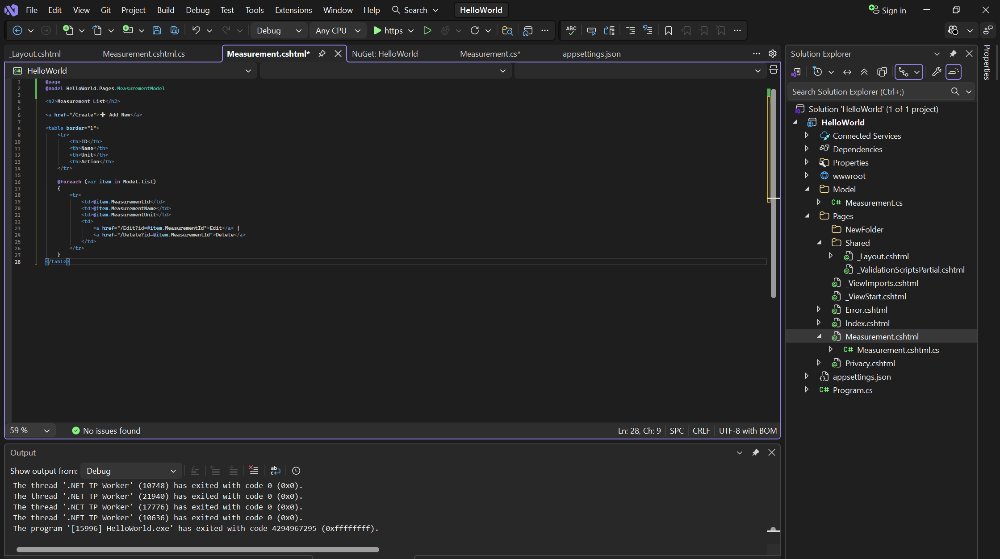 File Edit View Git Project Build Debug Test Tools Extensions Window Help Search HelloWorld Sign in
Debug Any CPU https
_Layout.cshtml Measurement.cshtml.cs Measurement.cshtml* NuGet: HelloWorld Measurement.cs* appsettings.json
HelloWorld
1 @page
2 @model HelloWorld.Pages.MeasurementModel
3
4 <h2>Measurement List</h2>
5
6 <a href="/Create">➕ Add New</a>
7
8 <table border="1">
9 <tr>
10 <th>ID</th>
11 <th>Name</th>
12 <th>Unit</th>
13 <th>Action</th>
14 </tr>
15
16 @foreach (var item in Model.list)
17 {
18 <tr>
19 <td>@item.MeasurementId</td>
20 <td>@item.MeasurementName</td>
21 <td>@item.MeasurementUnit</td>
22 <td>
23 <a href="/Edit?id=@item.MeasurementId">Edit</a> |
24 <a href="/Delete?id=@item.MeasurementId">Delete</a>
25 </td>
26 </tr>
27 }
28 </table>
59 % No issues found Ln: 28, Ch: 9 SPC CRLF UTF-8 with BOM
Output
Show output from: Debug
The thread '.NET TP Worker' (10748) has exited with code 0 (0x0).
The thread '.NET TP Worker' (21940) has exited with code 0 (0x0).
The thread '.NET TP Worker' (17776) has exited with code 0 (0x0).
The thread '.NET TP Worker' (10636) has exited with code 0 (0x0).
The program '[15996] HelloWorld.exe' has exited with code 4294967295 (0xffffffff).
Solution Explorer
Search Solution Explorer (Ctrl+;)
Solution 'HelloWorld' (1 of 1 project)
HelloWorld
Connected Services
Dependencies
Properties
wwwroot
Model
C# Measurement.cs
Pages
NewFolder
Shared
_Layout.cshtml
_ValidationScriptsPartial.cshtml
_ViewImports.cshtml
_ViewStart.cshtml
Error.cshtml
Index.cshtml
Measurement.cshtml
C# Measurement.cshtml.cs
Privacy.cshtml
appsettings.json
C# Program.cs
Properties